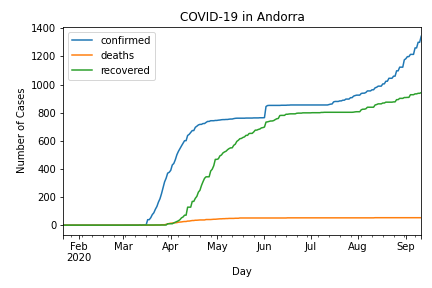 COVID-19 in Andorra
confirmed
deaths
recovered
Number of Cases
1400
1200
1000
800
600
400
200
0
Feb Mar Apr May Jun Jul Aug Sep
2020
Day